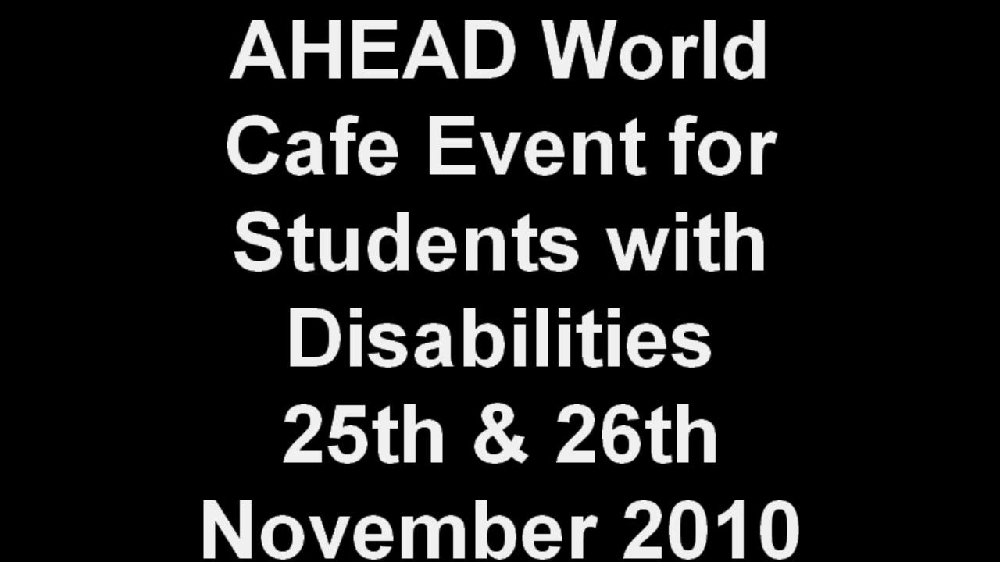 AHEAD World
Cafe Event for
Students with
Disabilities
25th & 26th
November 2010